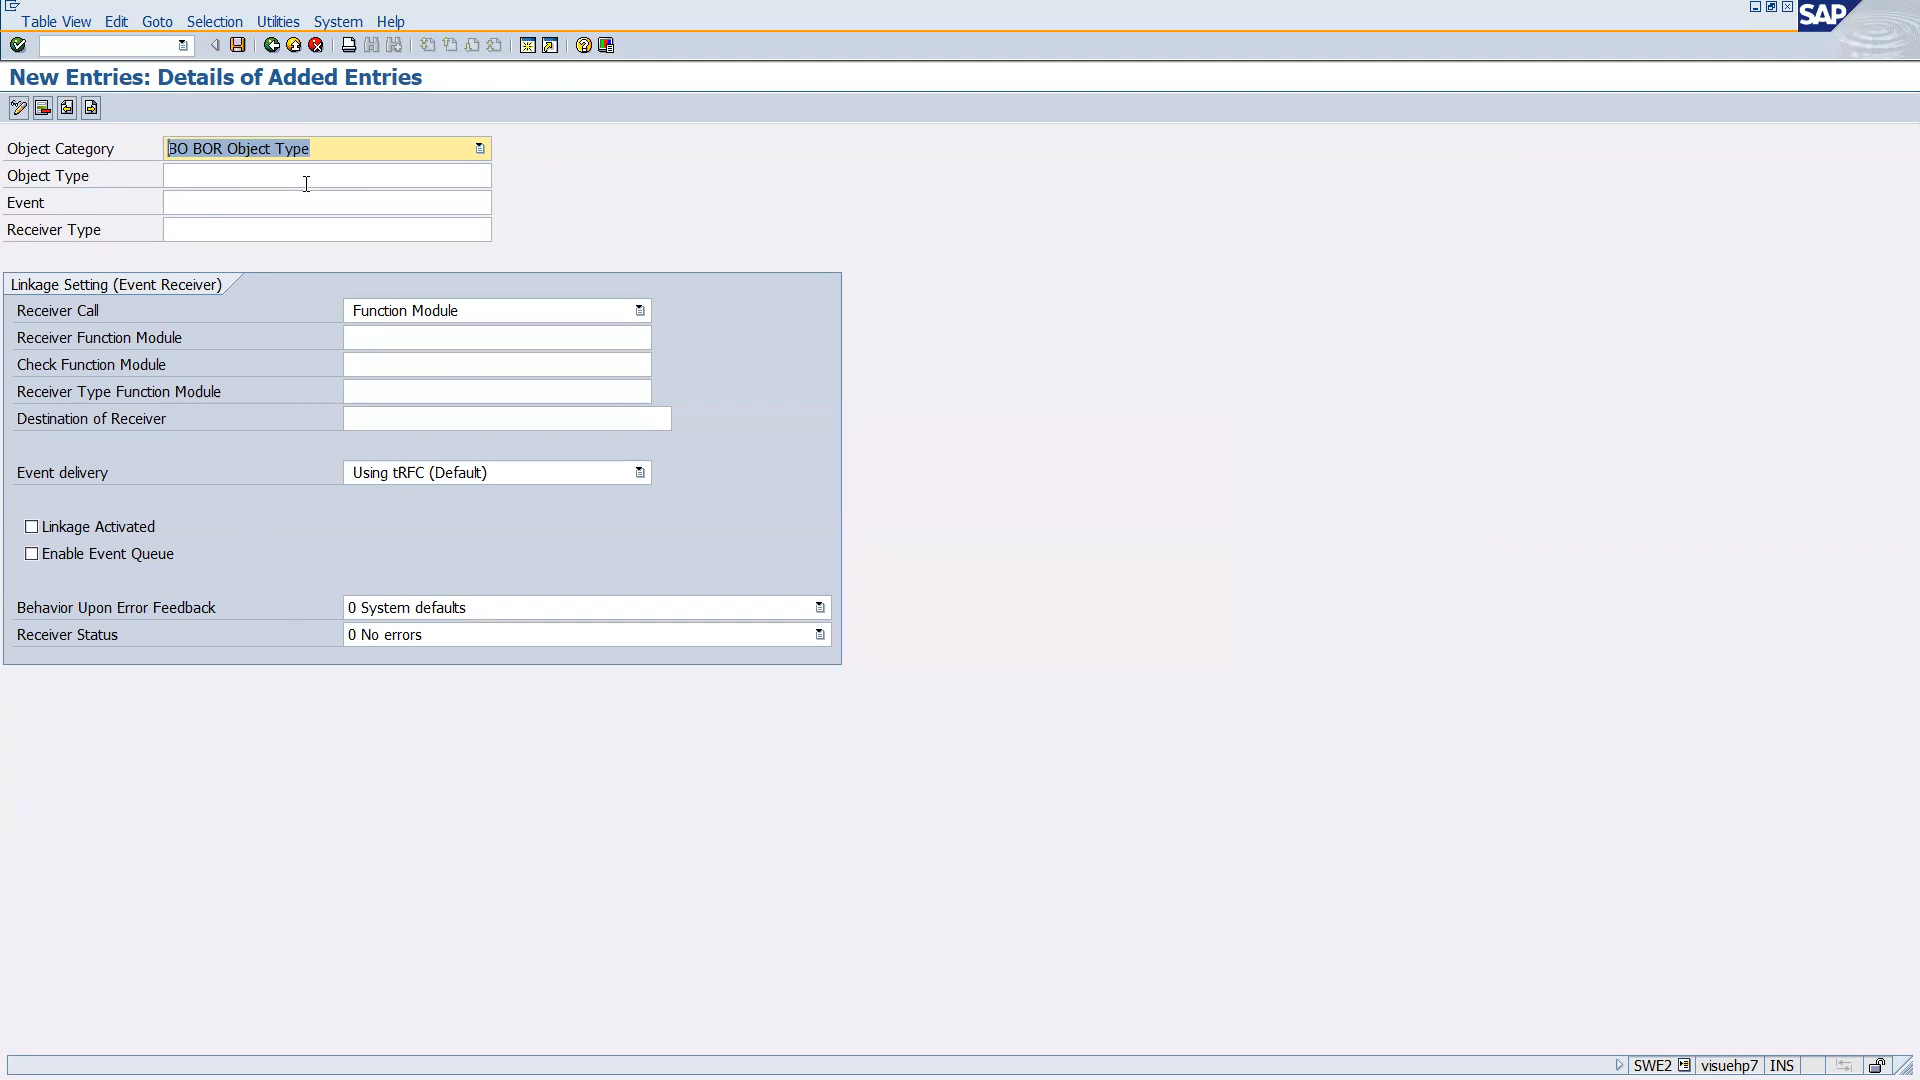 Table View Edit Goto Selection Utilities System Help
SAP
New Entries: Details of Added Entries
Object Category BO BOR Object Type
Object Type
Event
Receiver Type
Linkage Setting (Event Receiver)
Receiver Call Function Module
Receiver Function Module
Check Function Module
Receiver Type Function Module
Destination of Receiver
Event delivery Using tRFC (Default)
Linkage Activated
Enable Event Queue
Behavior Upon Error Feedback 0 System defaults
Receiver Status 0 No errors
SWE2 visuehp7 INS